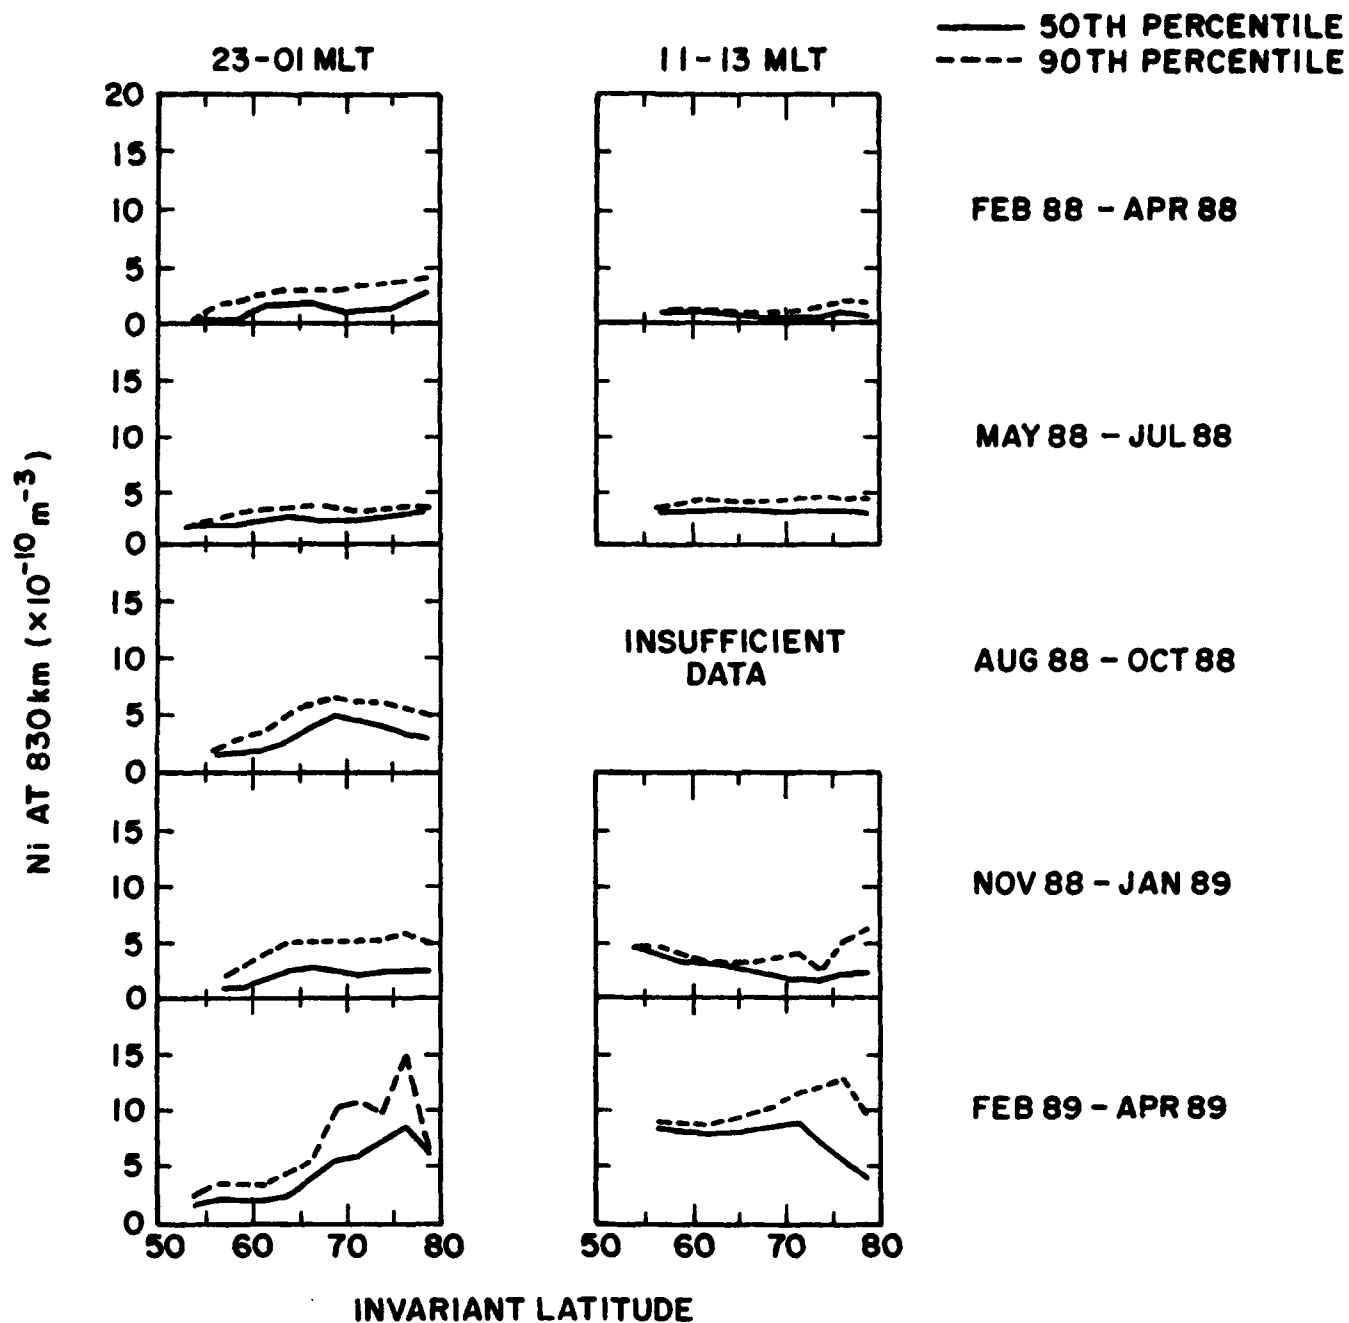 50TH PERCENTILE
90TH PERCENTILE
23-01 MLT
11-13 MLT
20
15
10
5
0
FEB 88 - APR 88
15
10
5
0
MAY 88 - JUL 88
15
10
5
0
INSUFFICIENT
DATA
AUG 88 - OCT 88
15
10
5
0
NOV 88 - JAN 89
15
10
5
0
FEB 89 - APR 89
50 60 70 80
50 60 70 80
Ni AT 830 km (×10⁻¹⁰ m⁻³)
INVARIANT LATITUDE